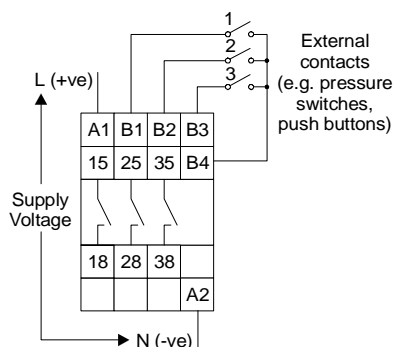 1
2
3
External
contacts
(e.g. pressure
switches,
push buttons)
L (+ve)
A1 B1 B2 B3
15 25 35 B4
Supply
Voltage
18 28 38
A2
N (-ve)